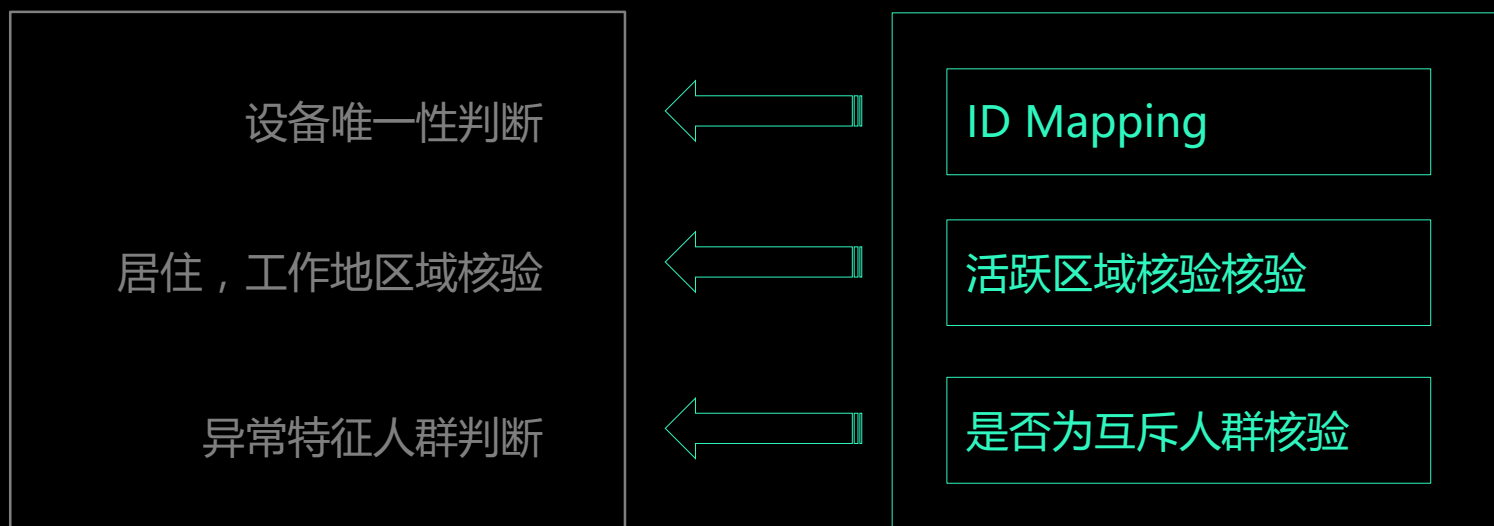 设备唯一性判断
ID Mapping
居住，工作地区域核验
活跃区域核验核验
异常特征人群判断
是否为互斥人群核验